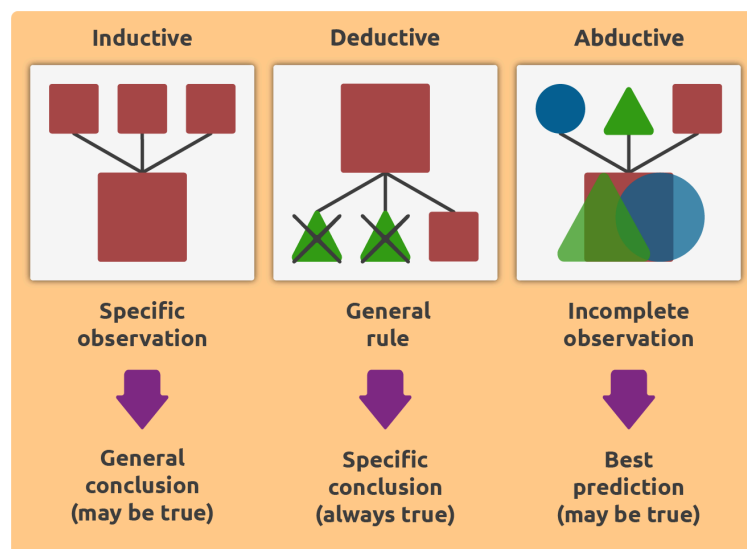 Inductive
Deductive
Abductive
Specific
observation
General
rule
Incomplete
observation
General
conclusion
(may be true)
Specific
conclusion
(always true)
Best
prediction
(may be true)